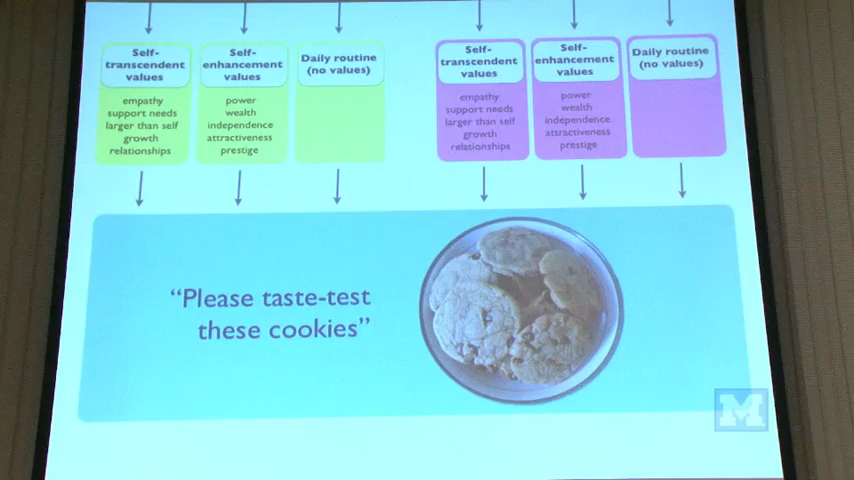 Self-
transcendent
values
empathy
support needs
larger than self
growth
relationships
Self-
enhancement
values
power
wealth
independence
attractiveness
prestige
Daily routine
(no values)
Self-
transcendent
values
empathy
support needs
larger than self
growth
relationships
Self-
enhancement
values
power
wealth
independence
attractiveness
prestige
Daily routine
(no values)
“Please taste-test
these cookies”
M